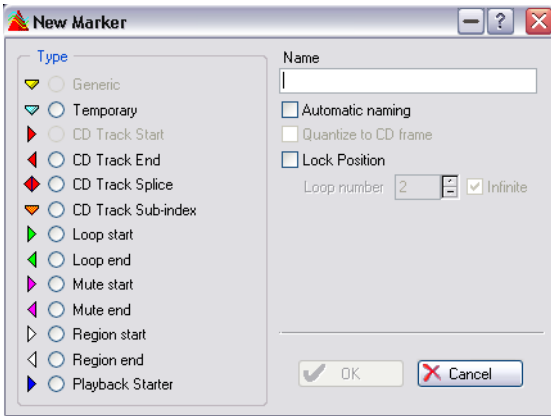 New Marker
?
Type
Generic
Temporary
CD Track Start
CD Track End
CD Track Splice
CD Track Sub-index
Loop start
Loop end
Mute start
Mute end
Region start
Region end
Playback Starter
Name
Automatic naming
Quantize to CD frame
Lock Position
Loop number 2 Infinite
OK Cancel